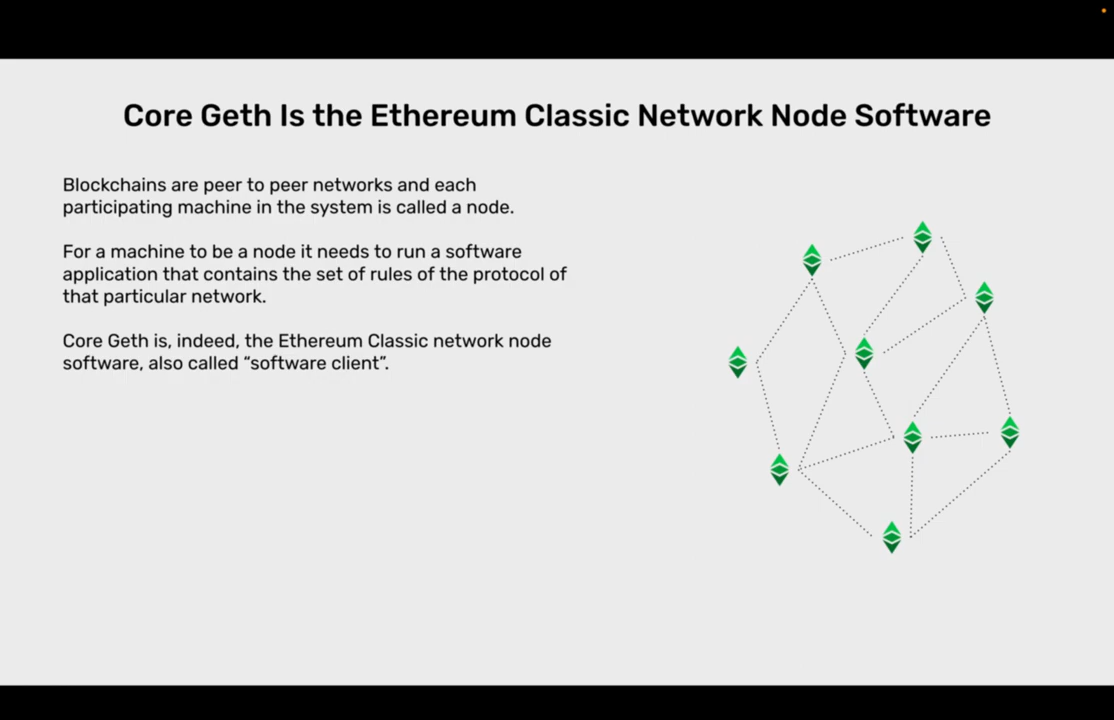 Core Geth Is the Ethereum Classic Network Node Software
Blockchains are peer to peer networks and each
participating machine in the system is called a node.
For a machine to be a node it needs to run a software
application that contains the set of rules of the protocol of
that particular network.
Core Geth is, indeed, the Ethereum Classic network node
software, also called “software client”.